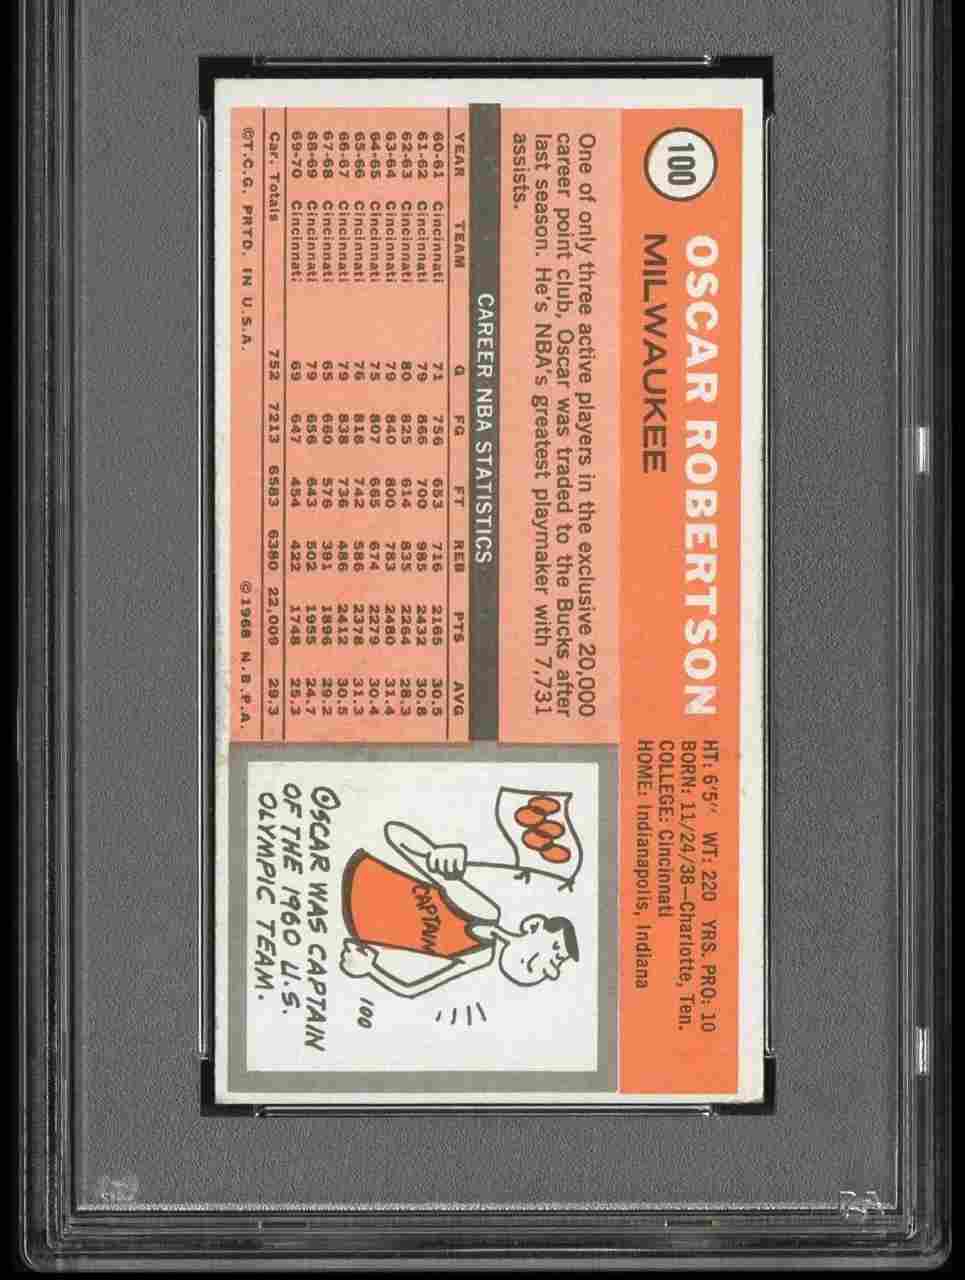 100
OSCAR ROBERTSON
MILWAUKEE
HT: 6'5" WT: 220 YRS. PRO: 10
BORN: 11/24/38—Charlotte, Ten.
COLLEGE: Cincinnati
HOME: Indianapolis, Indiana
One of only three active players in the exclusive 20,000
career point club, Oscar was traded to the Bucks after
last season. He's NBA's greatest playmaker with 7,731
assists.
CAREER NBA STATISTICS
YEAR TEAM G FG FT REB PTS AVG
60-61 Cincinnati 71 756 653 716 2165 30.5
61-62 Cincinnati 79 866 700 985 2432 30.8
62-63 Cincinnati 80 825 614 835 2264 28.3
63-64 Cincinnati 79 840 800 783 2480 31.4
64-65 Cincinnati 75 807 665 674 2279 30.4
65-66 Cincinnati 76 818 742 586 2378 31.3
66-67 Cincinnati 79 838 736 486 2412 30.5
67-68 Cincinnati 65 660 576 391 1896 29.2
68-69 Cincinnati 79 656 643 502 1955 24.7
69-70 Cincinnati 69 647 454 422 1748 25.3
Car. Totals 752 7213 6583 6380 22,009 29.3
©T.C.G. PRTD. IN U.S.A. ©1968 N.B.P.A.
CAPTAIN
100
OSCAR WAS CAPTAIN
OF THE 1960 U.S.
OLYMPIC TEAM.